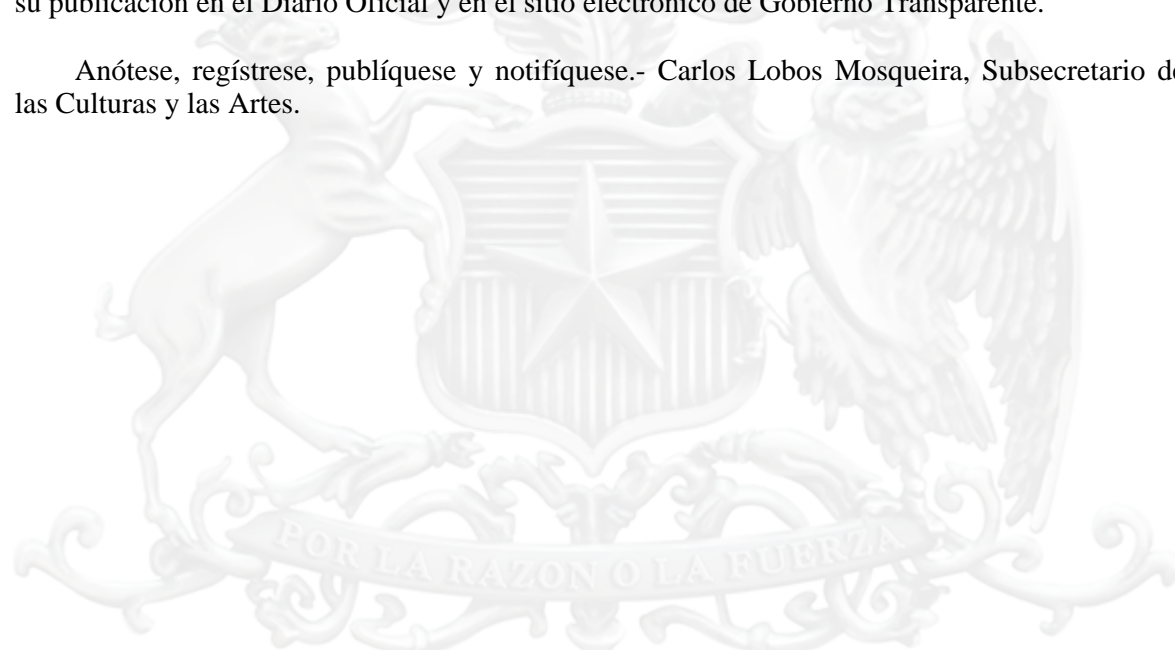 su publicación en el Diario Oficial y en el sitio electrónico de Gobierno Transparente.
Anótese, regístrese, publíquese y notifíquese.- Carlos Lobos Mosqueira, Subsecretario de
las Culturas y las Artes.
POR LA RAZON O LA FUERZA